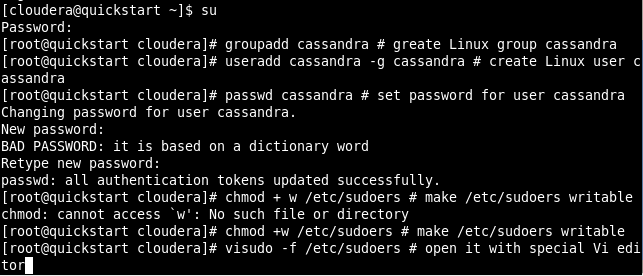 [cloudera@quickstart ~]$ su
Password:
[root@quickstart cloudera]# groupadd cassandra # greate Linux group cassandra
[root@quickstart cloudera]# useradd cassandra -g cassandra # create Linux user c
assandra
[root@quickstart cloudera]# passwd cassandra # set password for user cassandra
Changing password for user cassandra.
New password:
BAD PASSWORD: it is based on a dictionary word
Retype new password:
passwd: all authentication tokens updated successfully.
[root@quickstart cloudera]# chmod + w /etc/sudoers # make /etc/sudoers writable
chmod: cannot access `w': No such file or directory
[root@quickstart cloudera]# chmod +w /etc/sudoers # make /etc/sudoers writable
[root@quickstart cloudera]# visudo -f /etc/sudoers # open it with special Vi edi
tor